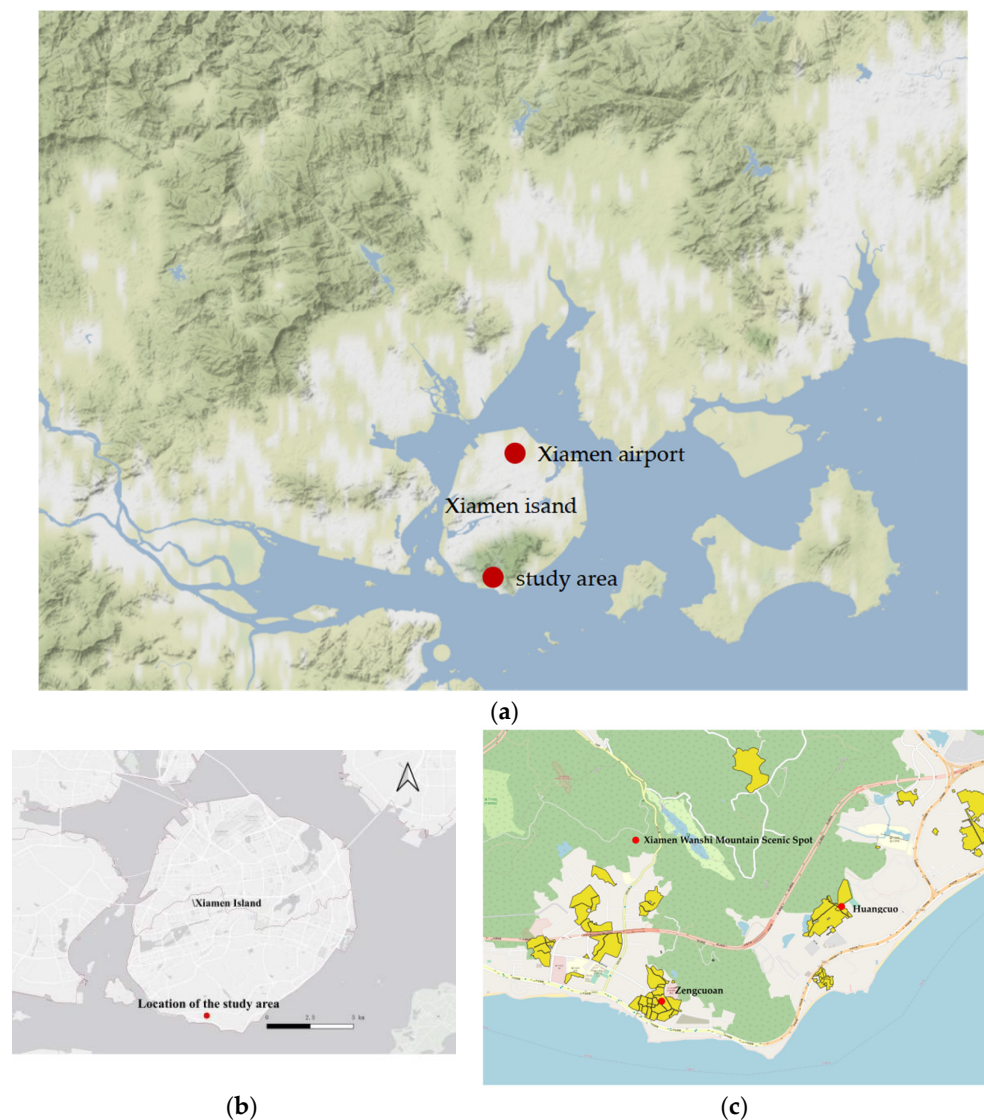 Xiamen airport
Xiamen isand
study area
(a)
\Xiamen Island
Location of the study area
0 2.5 5 km
(b)
Xiamen Wanshi Mountain Scenic Spot
Huangcuo
Zengcuoan
(c)